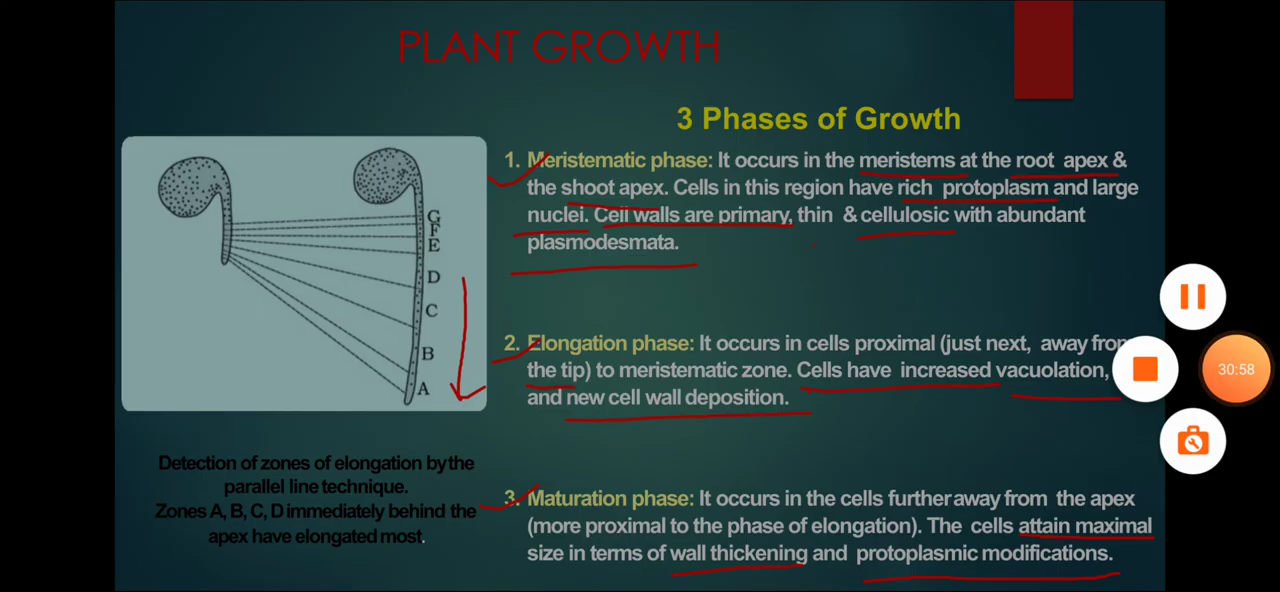 PLANT GROWTH
3 Phases of Growth
1. Meristematic phase: It occurs in the meristems at the root apex &
the shoot apex. Cells in this region have rich protoplasm and large
nuclei. Cell walls are primary, thin & cellulosic with abundant
plasmodesmata.
G
F
E
D
C
B
A
2. Elongation phase: It occurs in cells proximal (just next, away from
the tip) to meristematic zone. Cells have increased vacuolation,
and new cell wall deposition.
30:58
Detection of zones of elongation by the
parallel line technique.
Zones A, B, C, D immediately behind the
apex have elongated most.
3. Maturation phase: It occurs in the cells further away from the apex
(more proximal to the phase of elongation). The cells attain maximal
size in terms of wall thickening and protoplasmic modifications.